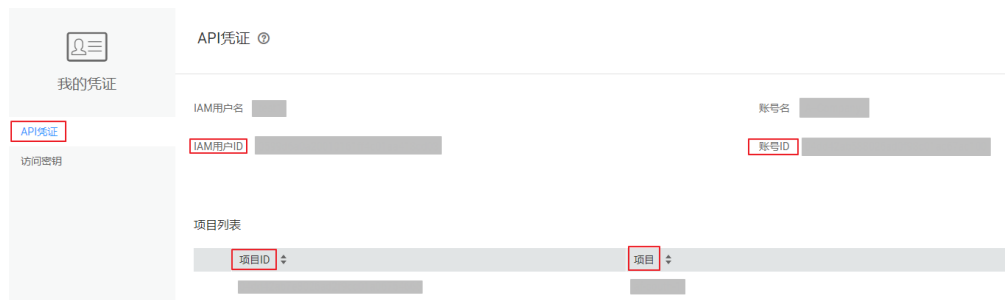 我的凭证
API凭证
访问密钥
API凭证
IAM用户名
账号名
IAM用户ID
账号ID
项目列表
项目ID
项目